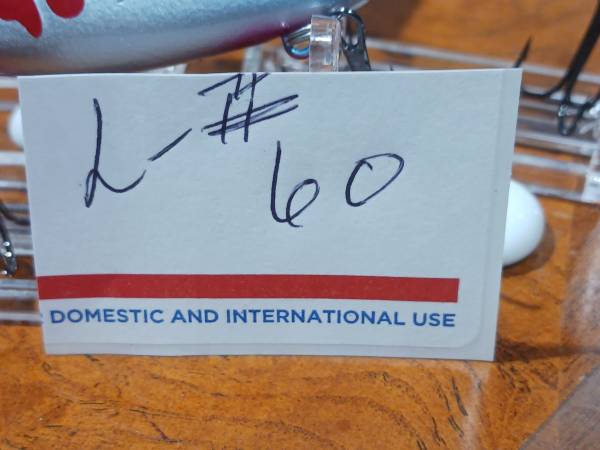 L-#
60
DOMESTIC AND INTERNATIONAL USE